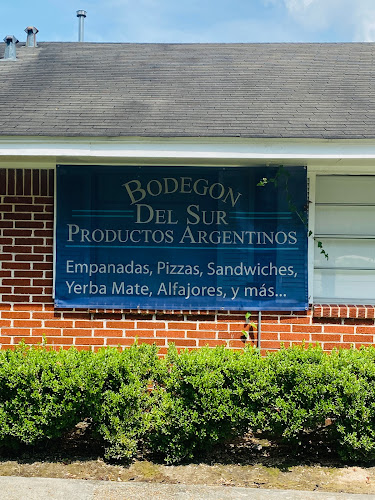 BODEGON
DEL SUR
PRODUCTOS ARGENTINOS
Empanadas, Pizzas, Sandwiches,
Yerba Mate, Alfajores, y más...